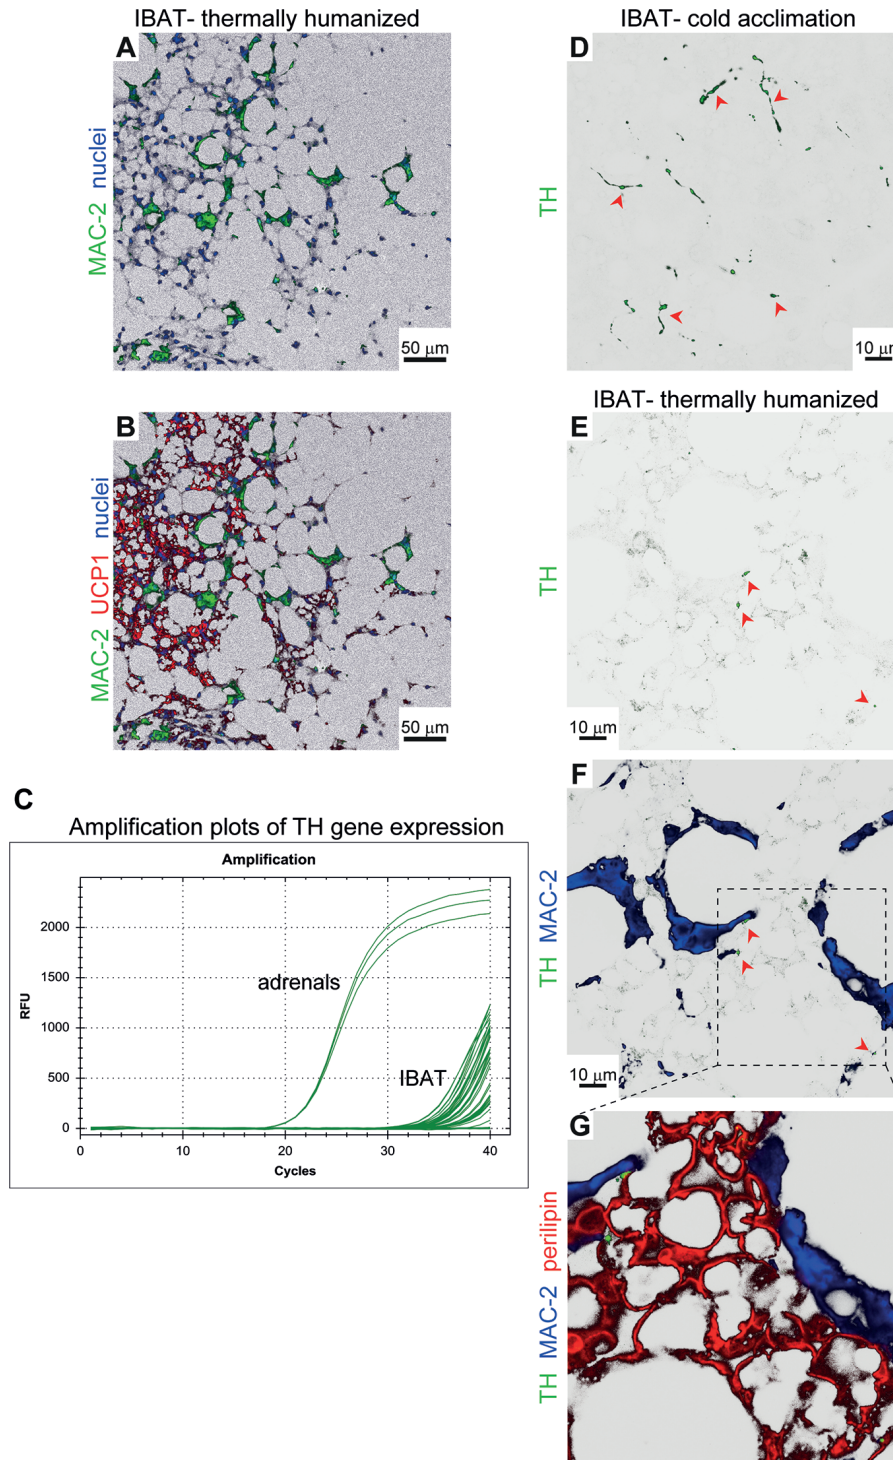 IBAT- thermally humanized
A
MAC-2 nuclei
50 μm
B
MAC-2 UCP1 nuclei
50 μm
C
Amplification plots of TH gene expression
Amplification
2000
1500
1000
500
0
RFU
adrenals
IBAT
0 10 20 30 40
Cycles
IBAT- cold acclimation
D
TH
10 μm
IBAT- thermally humanized
E
TH
10 μm
F
TH MAC-2
10 μm
G
TH MAC-2 perilipin